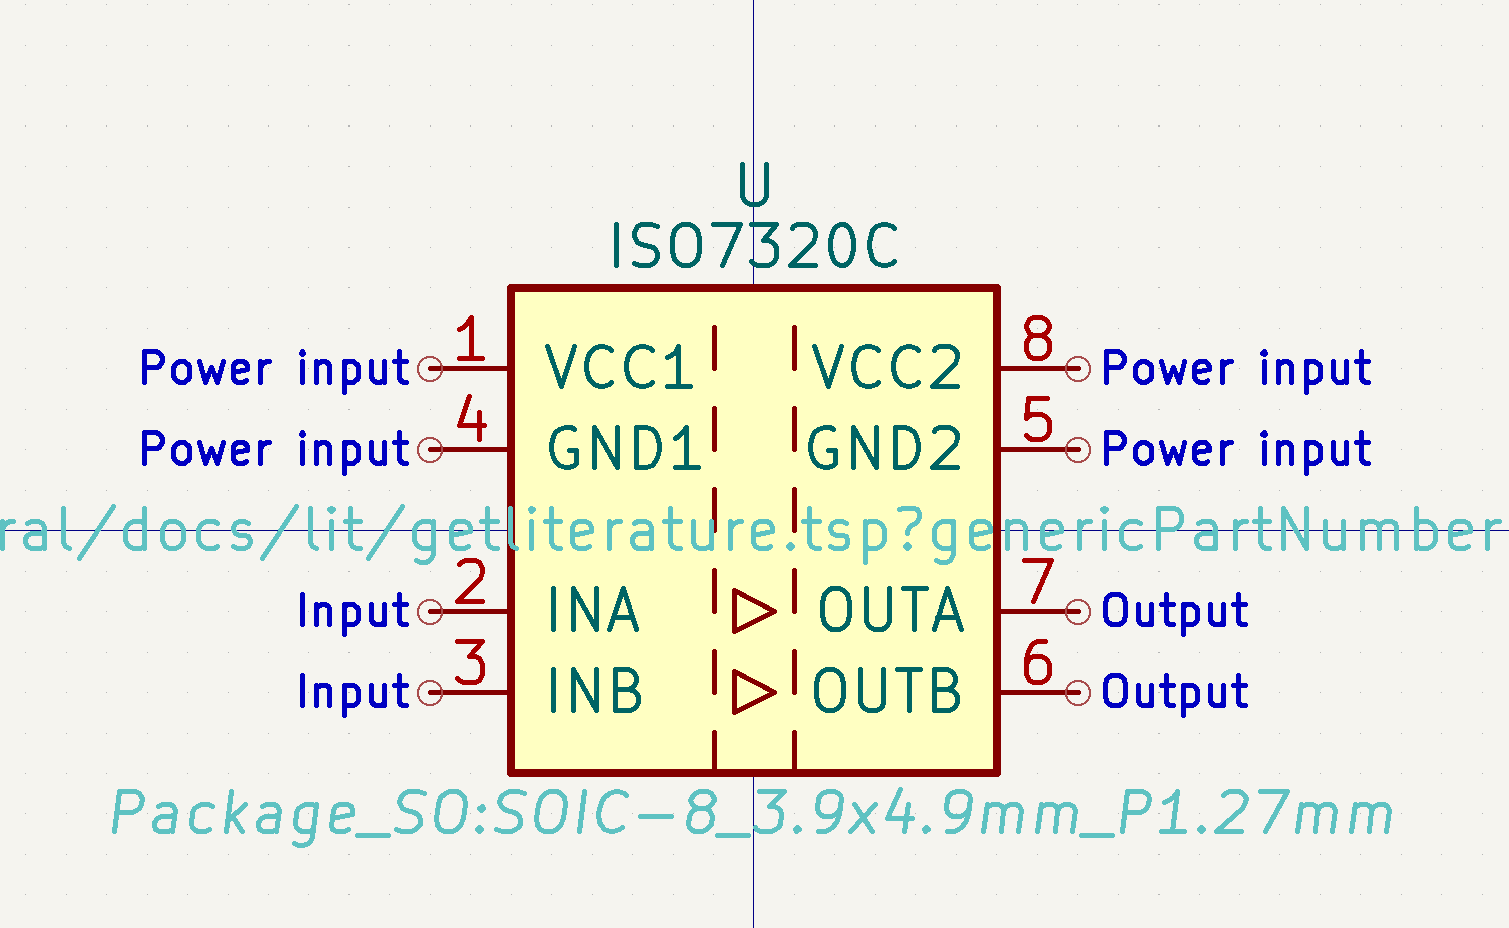 U
ISO7320C
Power input 1 VCC1 VCC2 8 Power input
Power input 4 GND1 GND2 5 Power input
ral/docs/lit/getliterature.tsp?genericPartNumber
Input 2 INA OUTA 7 Output
Input 3 INB OUTB 6 Output
Package_SO:SOIC-8_3.9x4.9mm_P1.27mm